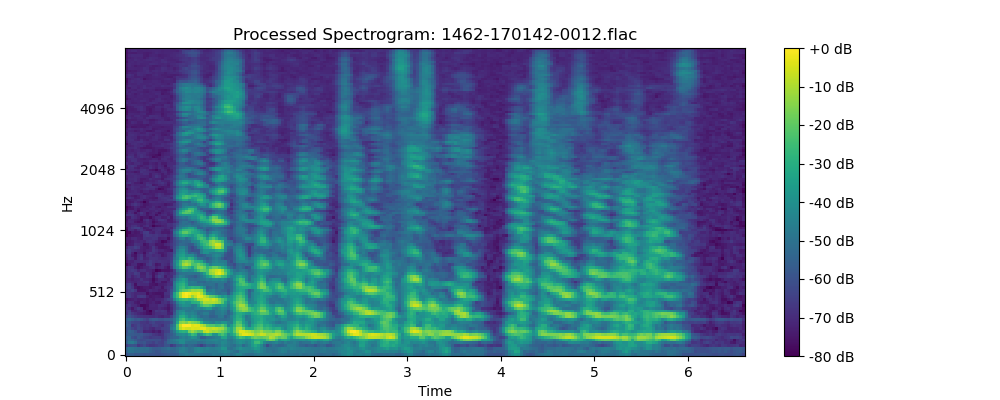 Processed Spectrogram: 1462-170142-0012.flac
Hz
4096
2048
1024
512
0
0 1 2 3 4 5 6
Time
+0 dB
-10 dB
-20 dB
-30 dB
-40 dB
-50 dB
-60 dB
-70 dB
-80 dB